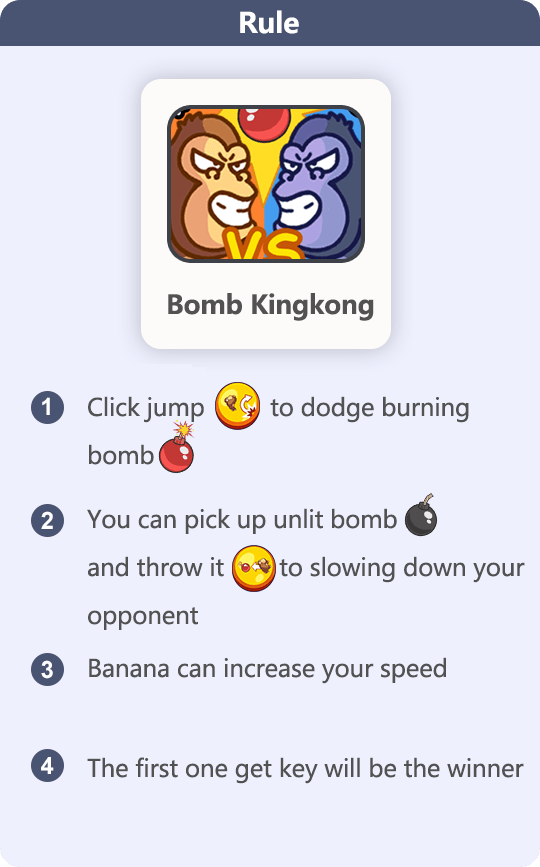 Rule
VS
Bomb Kingkong
1 Click jump to dodge burning
bomb
2 You can pick up unlit bomb
and throw it to slowing down your
opponent
3 Banana can increase your speed
4 The first one get key will be the winner